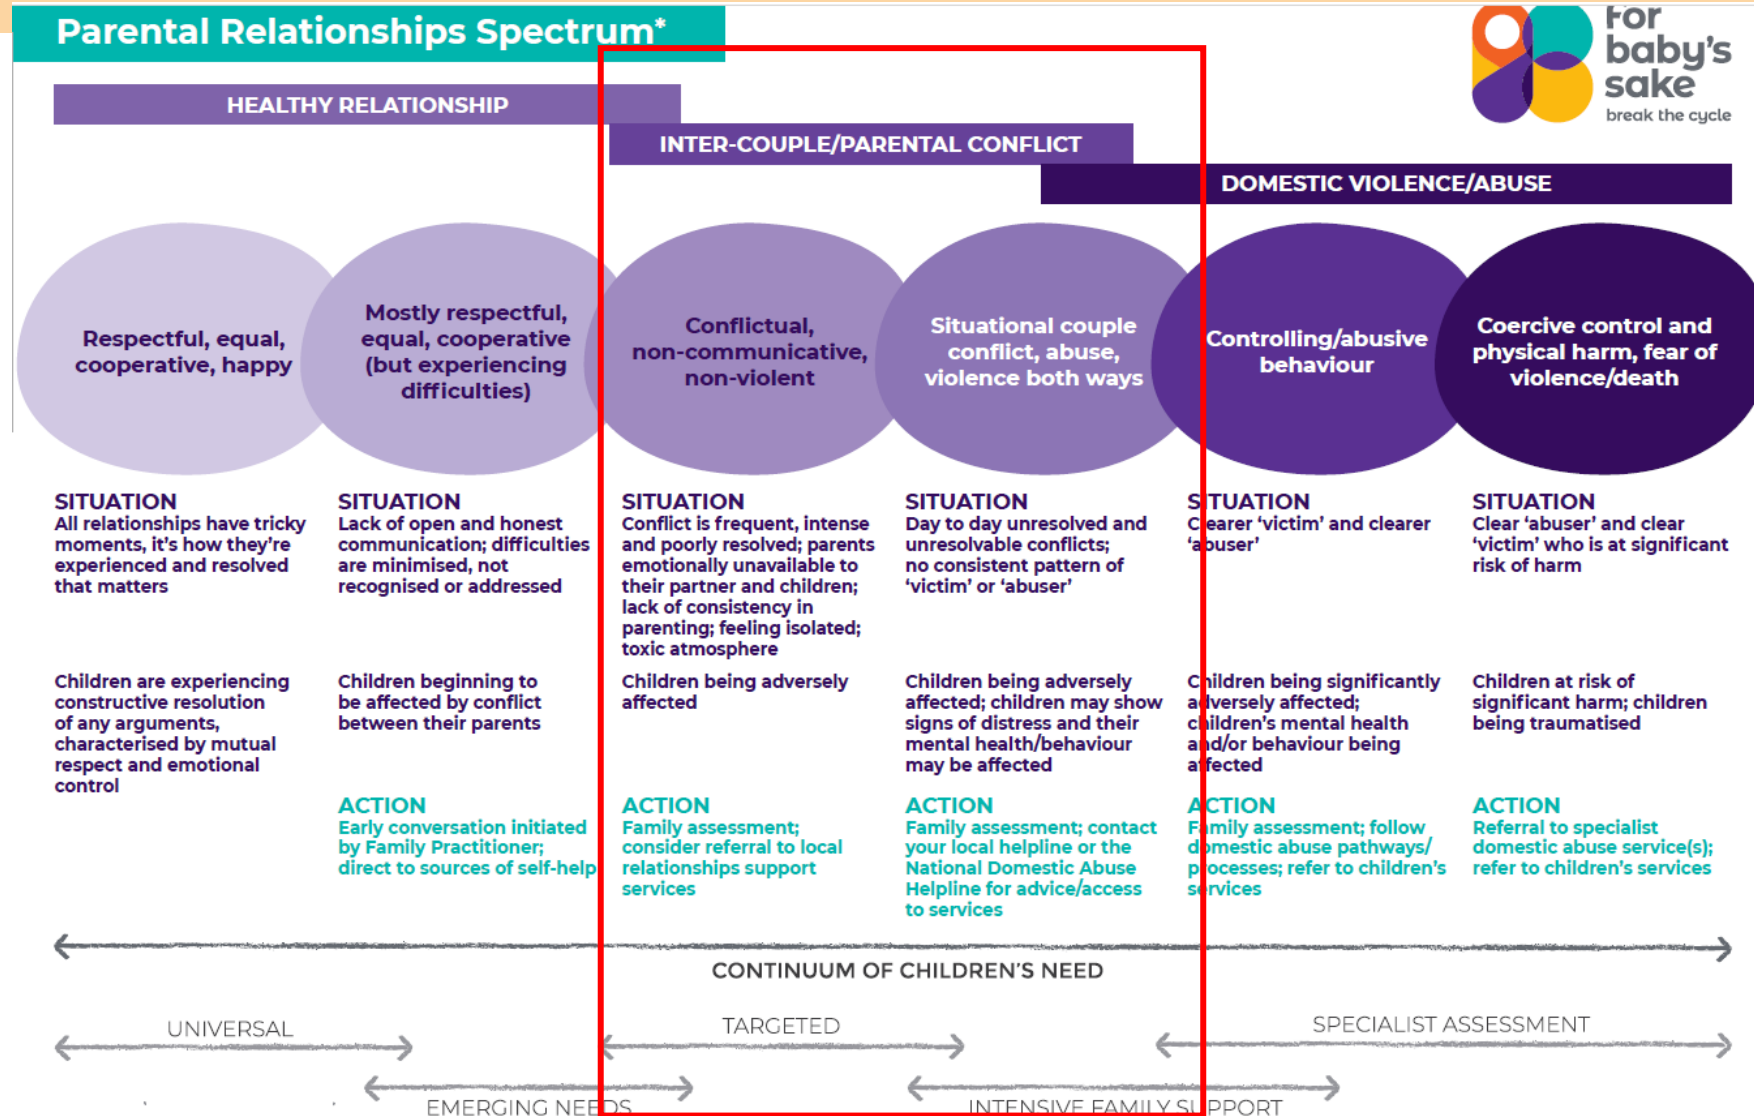 Parental Relationships Spectrum*
For
baby's
sake
break the cycle
HEALTHY RELATIONSHIP
INTER-COUPLE/PARENTAL CONFLICT
DOMESTIC VIOLENCE/ABUSE
Respectful, equal,
cooperative, happy
Mostly respectful,
equal, cooperative
(but experiencing
difficulties)
Conflictual,
non-communicative,
non-violent
Situational couple
conflict, abuse,
violence both ways
Controlling/abusive
behaviour
Coercive control and
physical harm, fear of
violence/death
SITUATION
All relationships have tricky
moments, it's how they're
experienced and resolved
that matters
Children are experiencing
constructive resolution
of any arguments,
characterised by mutual
respect and emotional
control
SITUATION
Lack of open and honest
communication; difficulties
are minimised, not
recognised or addressed
Children beginning to
be affected by conflict
between their parents
ACTION
Early conversation initiated
by Family Practitioner;
direct to sources of self-help
SITUATION
Conflict is frequent, intense
and poorly resolved; parents
emotionally unavailable to
their partner and children;
lack of consistency in
parenting; feeling isolated;
toxic atmosphere
Children being adversely
affected
ACTION
Family assessment;
consider referral to local
relationships support
services
SITUATION
Day to day unresolved and
unresolvable conflicts;
no consistent pattern of
'victim' or 'abuser'
Children being adversely
affected; children may show
signs of distress and their
mental health/behaviour
may be affected
ACTION
Family assessment; contact
your local helpline or the
National Domestic Abuse
Helpline for advice/access
to services
SITUATION
Clearer 'victim' and clearer
'abuser'
Children being significantly
adversely affected;
children's mental health
and/or behaviour being
affected
ACTION
Family assessment; follow
domestic abuse pathways/
processes; refer to children's
services
SITUATION
Clear 'abuser' and clear
'victim' who is at significant
risk of harm
Children at risk of
significant harm; children
being traumatised
ACTION
Referral to specialist
domestic abuse service(s);
refer to children's services
CONTINUUM OF CHILDREN'S NEED
UNIVERSAL
TARGETED
SPECIALIST ASSESSMENT
EMERGING NEEDS
INTENSIVE FAMILY SUPPORT